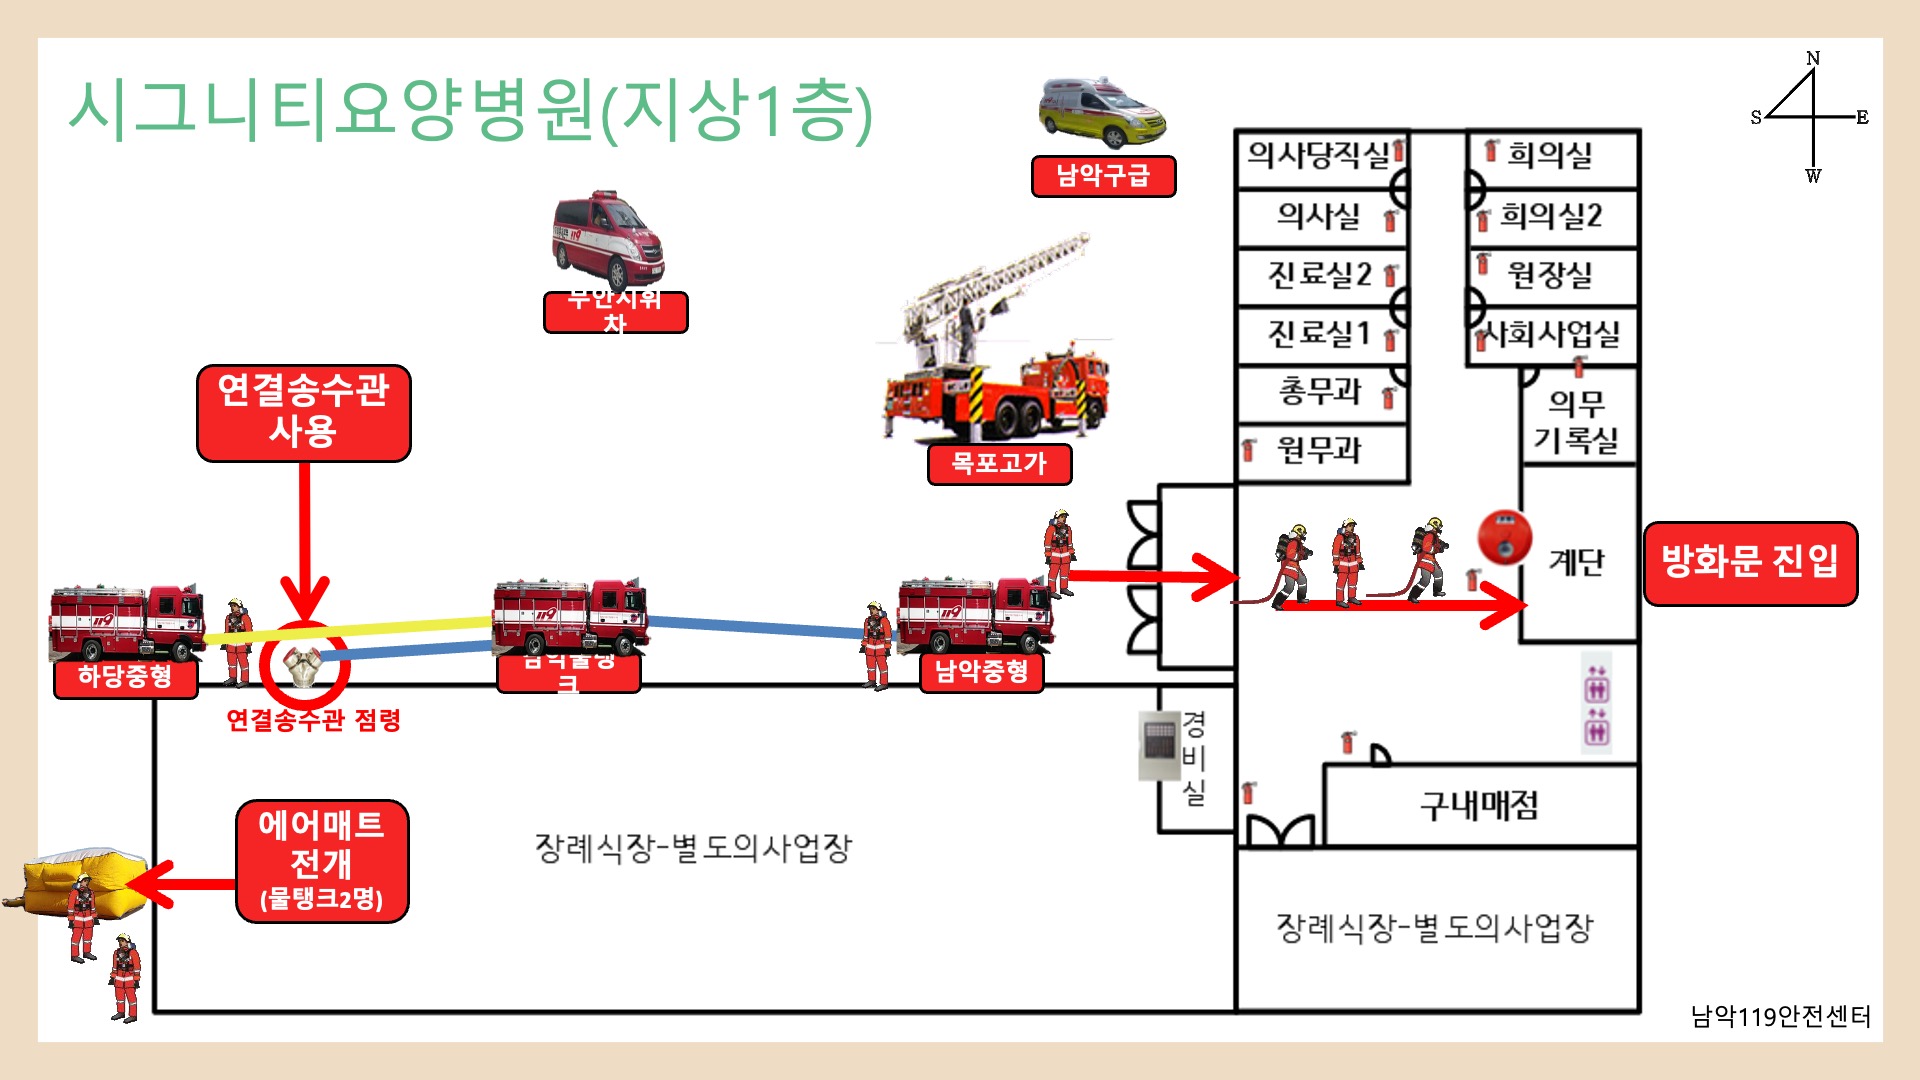 시그니티요양병원(지상1층)
N
S
E
W
남악구급
무안지휘
차
연결송수관
사용
목포고가
의사당직실
의사실
진료실2
진료실1
총무과
원무과
희의실
희의실2
원장실
사회사업실
의무
기록실
계단
방화문 진입
하당중형
남악물탱
크
남악중형
연결송수관 점령
경
비
실
에어매트
전개
(물탱크2명)
장례식장-별도의사업장
구내매점
장례식장-별도의사업장
남악119안전센터